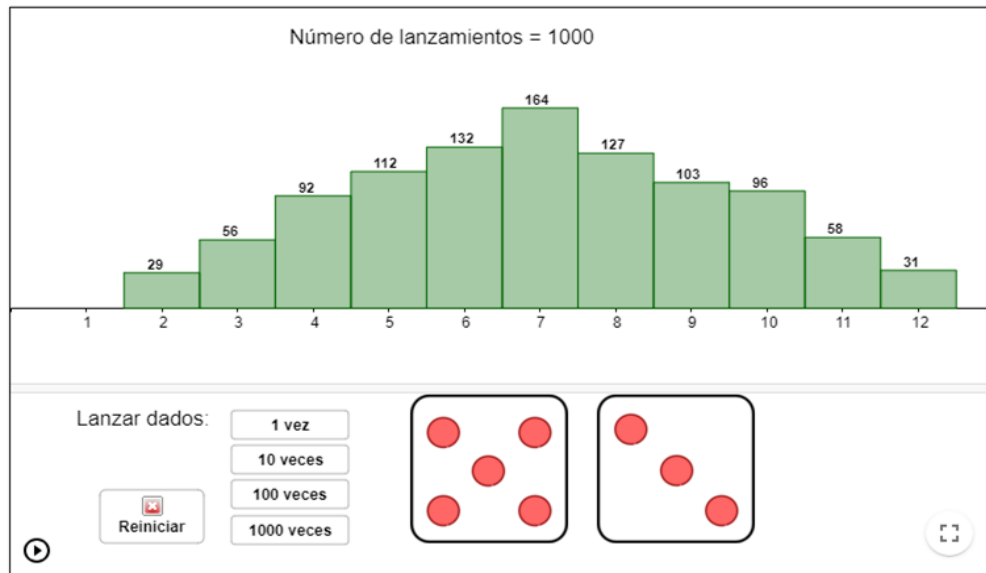 Número de lanzamientos = 1000
164
132
127
112
103
96
92
58
56
31
29
1 2 3 4 5 6 7 8 9 10 11 12
Lanzar dados:
1 vez
10 veces
100 veces
1000 veces
Reiniciar